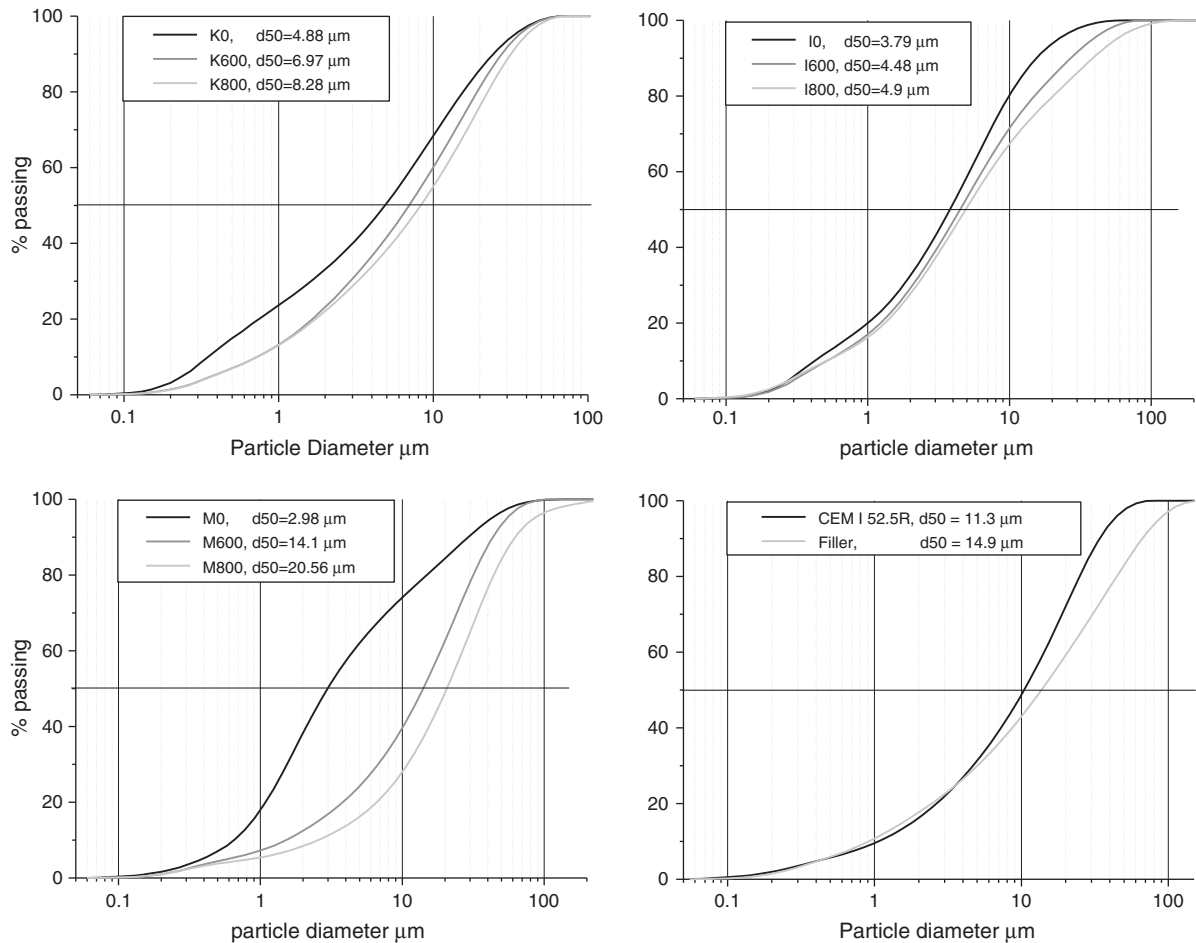 K0, d50=4.88 μm
K600, d50=6.97 μm
K800, d50=8.28 μm
% passing
100
80
60
40
20
0
0.1 1 10 100
Particle Diameter μm
I0, d50=3.79 μm
I600, d50=4.48 μm
I800, d50=4.9 μm
100
80
60
40
20
0
0.1 1 10 100
particle diameter μm
M0, d50=2.98 μm
M600, d50=14.1 μm
M800, d50=20.56 μm
% passing
100
80
60
40
20
0
0.1 1 10 100
particle diameter μm
CEM I 52.5R, d50 = 11.3 μm
Filler, d50 = 14.9 μm
100
80
60
40
20
0
0.1 1 10 100
Particle diameter μm